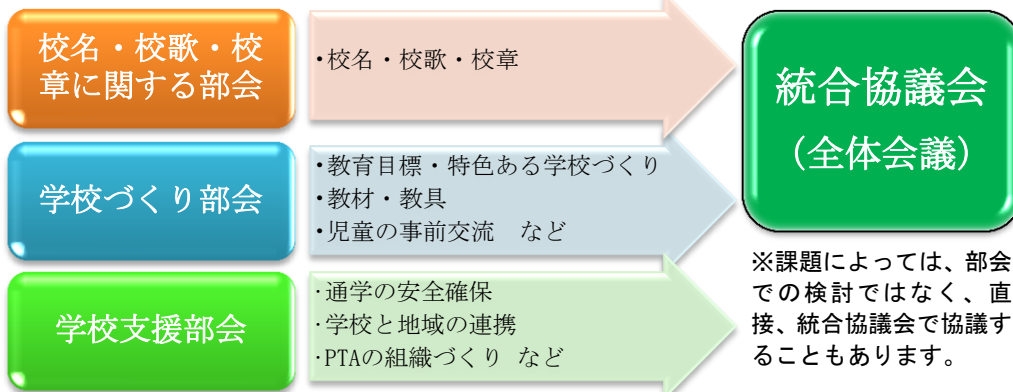 校名・校歌・校
章に関する部会
・校名・校歌・校章
学校づくり部会
・教育目標・特色ある学校づくり
・教材・教具
・児童の事前交流　など
学校支援部会
・通学の安全確保
・学校と地域の連携
・PTAの組織づくり など
統合協議会
（全体会議）
※課題によっては、部会
での検討ではなく、直
接、統合協議会で協議す
ることもあります。